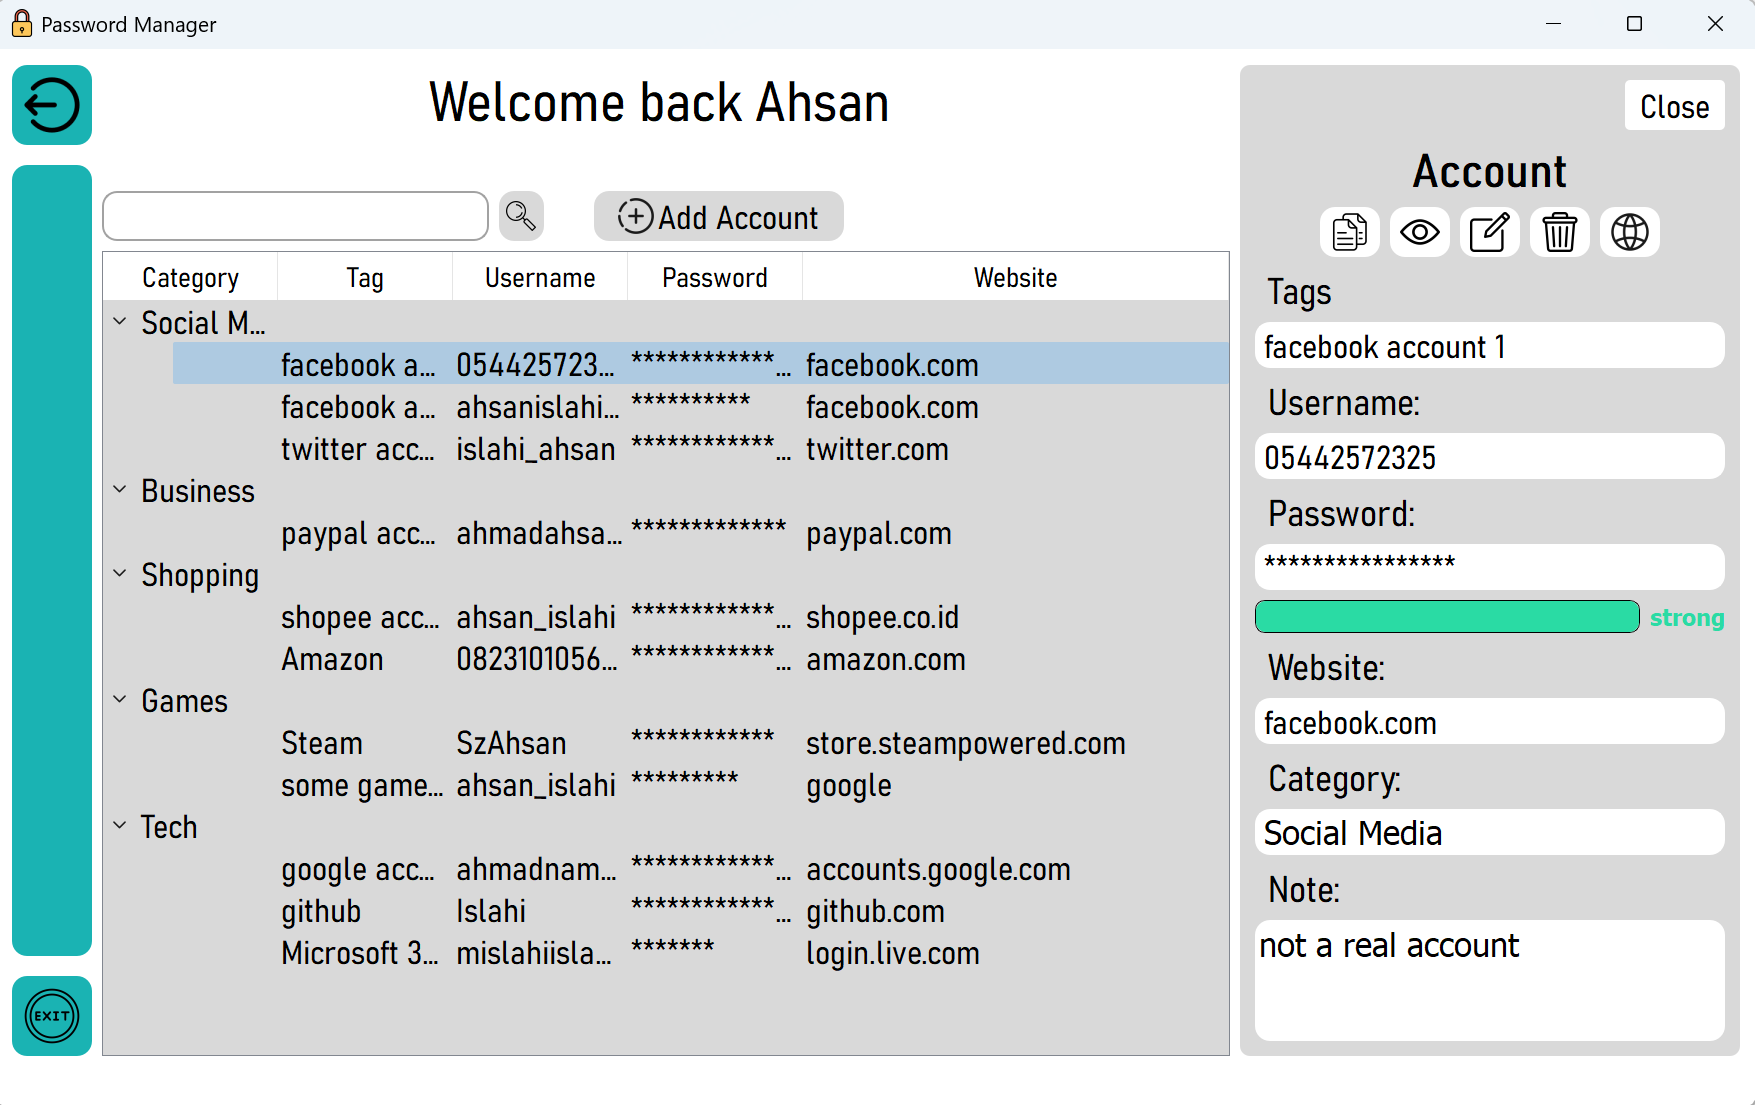 Password Manager
Welcome back Ahsan
Add Account
Category Tag Username Password Website
Social M...
facebook a... 054425723... ************... facebook.com
facebook a... ahsanislahi... ********** facebook.com
twitter acc... islahi_ahsan ************... twitter.com
Business
paypal acc... ahmadahsa... ************* paypal.com
Shopping
shopee acc... ahsan_islahi ************... shopee.co.id
Amazon 0823101056... ************... amazon.com
Games
Steam SzAhsan ************ store.steampowered.com
some game... ahsan_islahi ********* google
Tech
google acc... ahmadnam... ************... accounts.google.com
github Islahi ************... github.com
Microsoft 3... mislahiisla... ******* login.live.com
EXIT
Close
Account
Tags
facebook account 1
Username:
05442572325
Password:
****************
strong
Website:
facebook.com
Category:
Social Media
Note:
not a real account